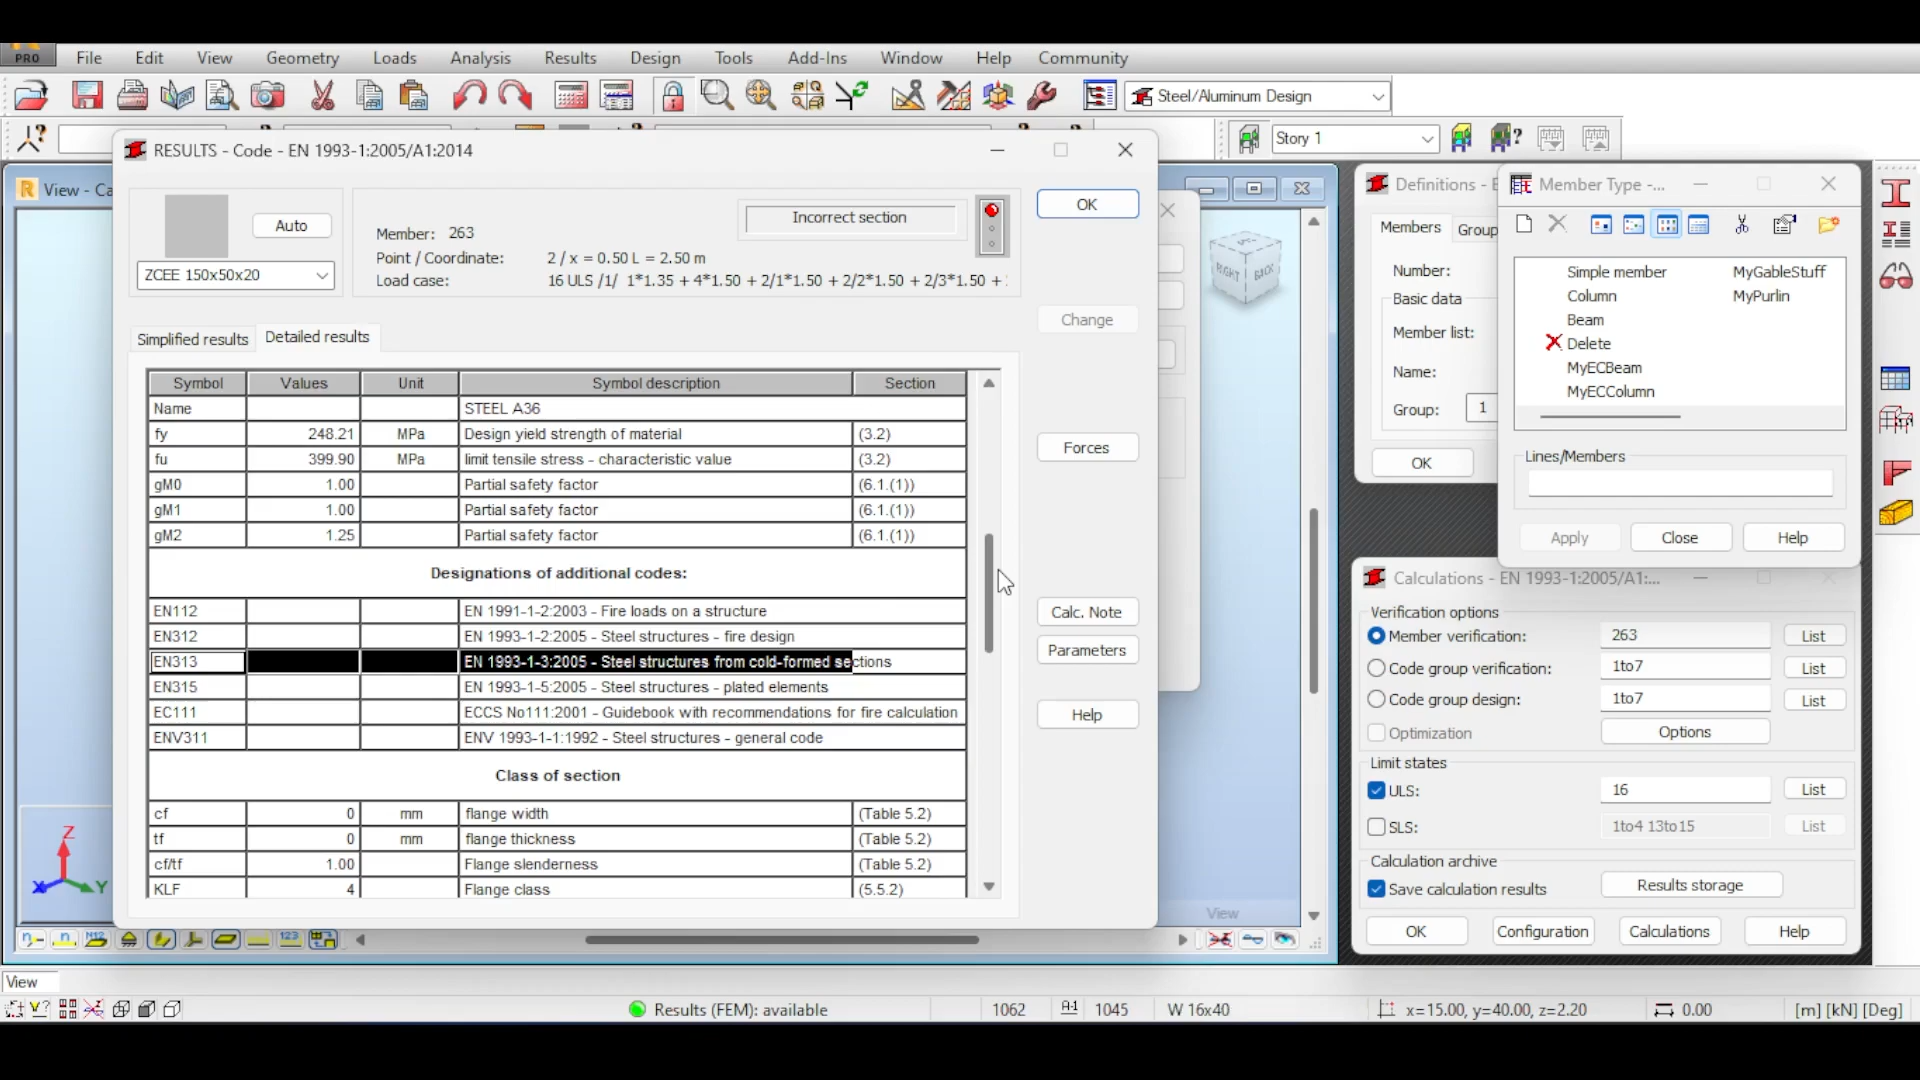 PRO File Edit View Geometry Loads Analysis Results Design Tools Add-Ins Window Help Community
Steel/Aluminum Design
Story 1
View - Ca
RESULTS - Code - EN 1993-1:2005/A1:2014
Auto
ZCEE 150x50x20
Member: 263
Point / Coordinate: 2 / x = 0.50 L = 2.50 m
Load case: 16 ULS /1/ 1*1.35 + 4*1.50 + 2/1*1.50 + 2/2*1.50 + 2/3*1.50 +
Incorrect section
OK
Change
Forces
Calc. Note
Parameters
Help
Simplified results Detailed results
Symbol Values Unit Symbol description Section
Name STEEL A36
fy 248.21 MPa Design yield strength of material (3.2)
fu 399.90 MPa limit tensile stress - characteristic value (3.2)
gM0 1.00 Partial safety factor (6.1.(1))
gM1 1.00 Partial safety factor (6.1.(1))
gM2 1.25 Partial safety factor (6.1.(1))
Designations of additional codes:
EN112 EN 1991-1-2:2003 - Fire loads on a structure
EN312 EN 1993-1-2:2005 - Steel structures - fire design
EN313 EN 1993-1-3:2005 - Steel structures from cold-formed sections
EN315 EN 1993-1-5:2005 - Steel structures - plated elements
EC111 ECCS No111:2001 - Guidebook with recommendations for fire calculation
ENV311 ENV 1993-1-1:1992 - Steel structures - general code
Class of section
cf 0 mm flange width (Table 5.2)
tf 0 mm flange thickness (Table 5.2)
cf/tf 1.00 Flange slenderness (Table 5.2)
KLF 4 Flange class (5.5.2)
RIGHT BACK
View
Z
X Y
Definitions - E
Members Group
Number:
Basic data
Member list:
Name:
Group: 1
OK
Member Type -...
Simple member MyGableStuff
Column MyPurlin
Beam
Delete
MyECBeam
MyECColumn
Lines/Members
Apply Close Help
Calculations - EN 1993-1:2005/A1:...
Verification options
Member verification: 263 List
Code group verification: 1to7 List
Code group design: 1to7 List
Optimization Options
Limit states
ULS: 16 List
SLS: 1to4 13to15 List
Calculation archive
Save calculation results Results storage
OK Configuration Calculations Help
View
Results (FEM): available 1062 1045 W 16x40 x=15.00, y=40.00, z=2.20 0.00 [m] [kN] [Deg]